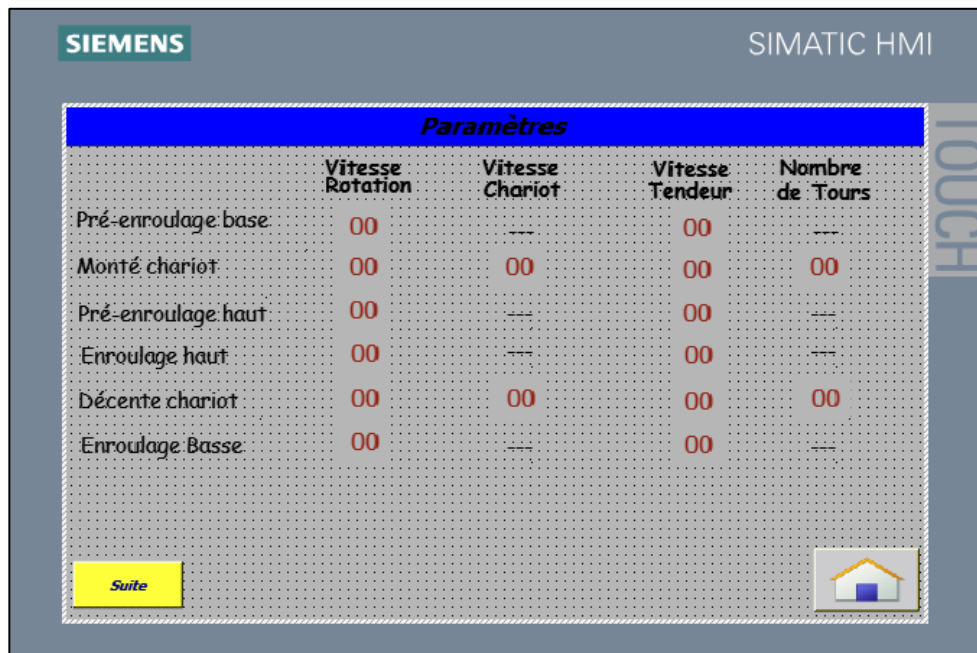 SIEMENS
SIMATIC HMI
TOUCH
Paramètres
Vitesse Rotation Vitesse Chariot Vitesse Tendeur Nombre de Tours
Pré-enroulage base 00 --- 00 ---
Monté chariot 00 00 00 00
Pré-enroulage haut 00 --- 00 ---
Enroulage haut 00 --- 00 ---
Décente chariot 00 00 00 00
Enroulage Basse 00 --- 00 ---
Suite